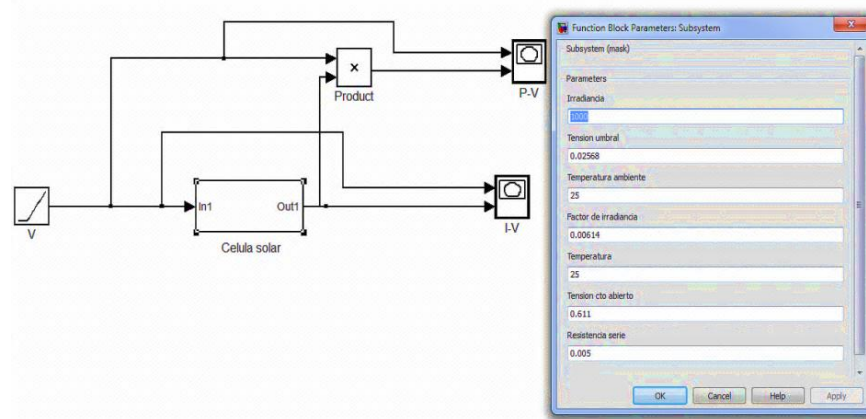 ×
Product
P-V
V
In1
Out1
Celula solar
I-V
Function Block Parameters: Subsystem
Subsystem (mask)
Parameters
Irradiancia
1000
Tension umbral
0.02568
Temperatura ambiente
25
Factor de irradiancia
0.00614
Temperatura
25
Tension cto abierto
0.611
Resistencia serie
0.005
OK
Cancel
Help
Apply